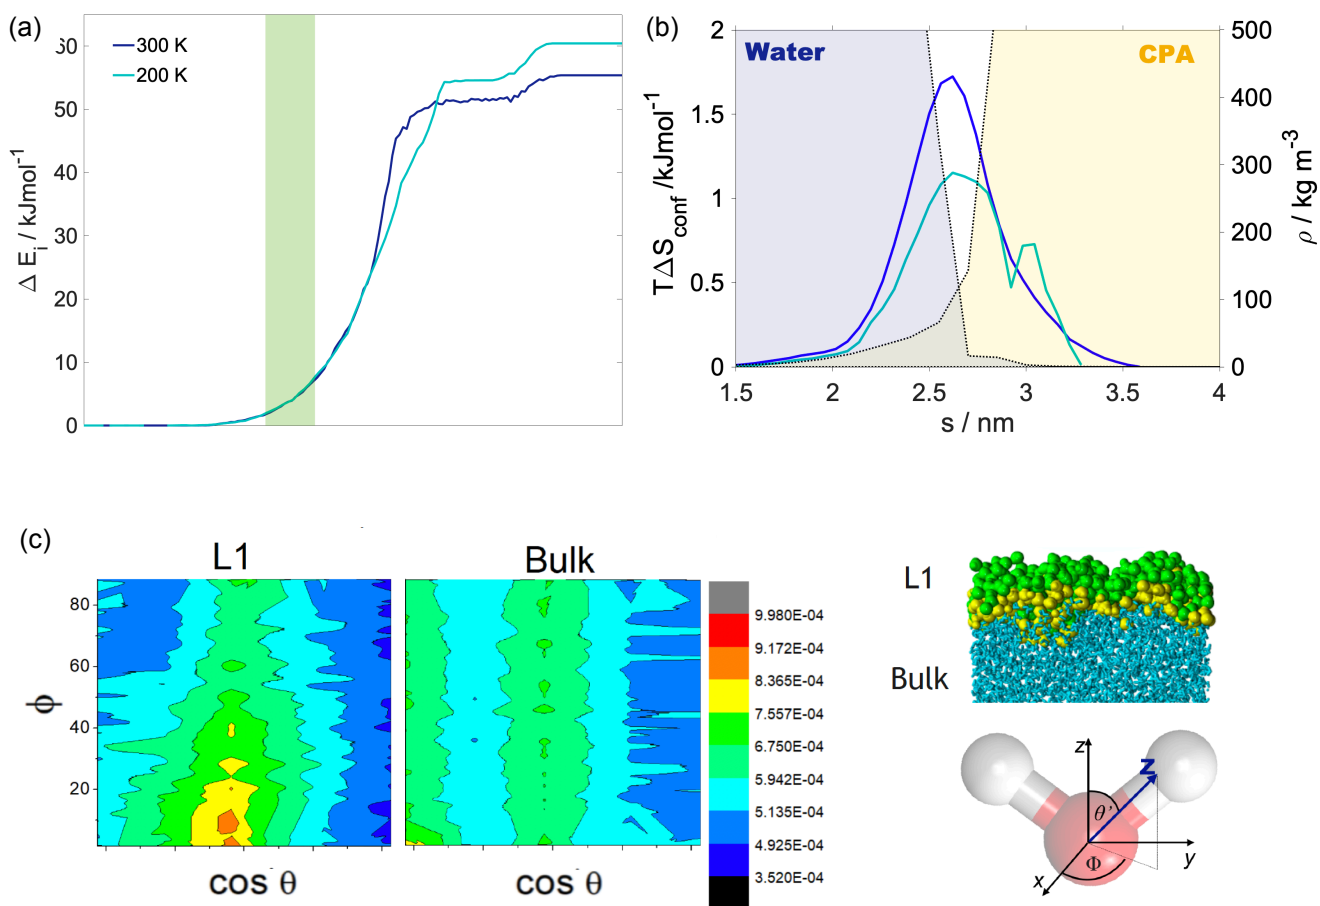 (a)
300 K
200 K
60
50
40
30
20
10
0
Δ E_i / kJmol⁻¹
(b)
Water
CPA
2
1.5
1
0.5
0
TΔS_conf /kJmol⁻¹
500
400
300
200
100
0
ρ / kg m⁻³
1.5 2 2.5 3 3.5 4
s / nm
(c)
L1
Bulk
80
60
40
20
ϕ
cos θ
cos θ
9.980E-04
9.172E-04
8.365E-04
7.557E-04
6.750E-04
5.942E-04
5.135E-04
4.925E-04
3.520E-04
L1
Bulk
z
Z
θ'
Φ
x
y